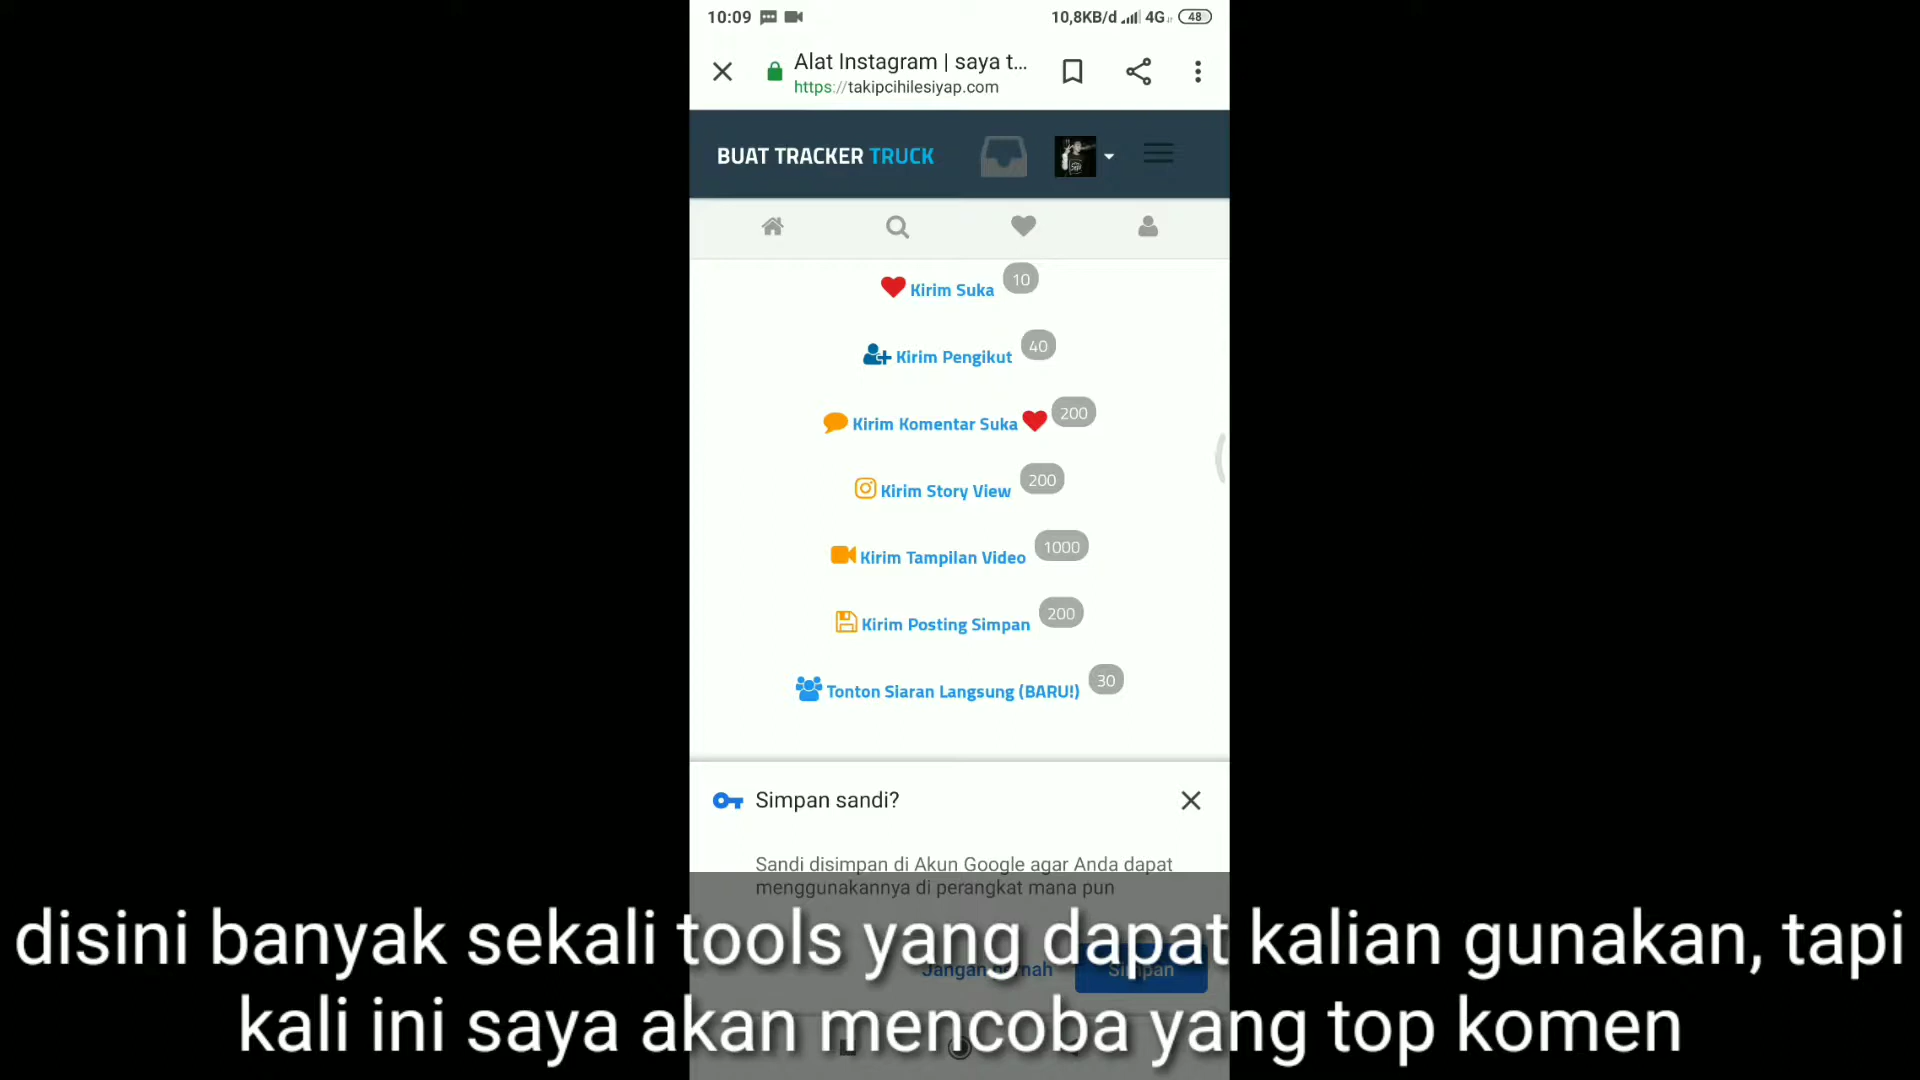 10:09
10,8KB/d 4G 48
Alat Instagram | saya t...
https://takipcihilesiyap.com
BUAT TRACKER TRUCK
Kirim Suka 10
Kirim Pengikut 40
Kirim Komentar Suka 200
Kirim Story View 200
Kirim Tampilan Video 1000
Kirim Posting Simpan 200
Tonton Siaran Langsung (BARU!) 30
Simpan sandi?
Sandi disimpan di Akun Google agar Anda dapat
menggunakannya di perangkat mana pun
Jangan pernah Simpan
disini banyak sekali tools yang dapat kalian gunakan, tapi
kali ini saya akan mencoba yang top komen